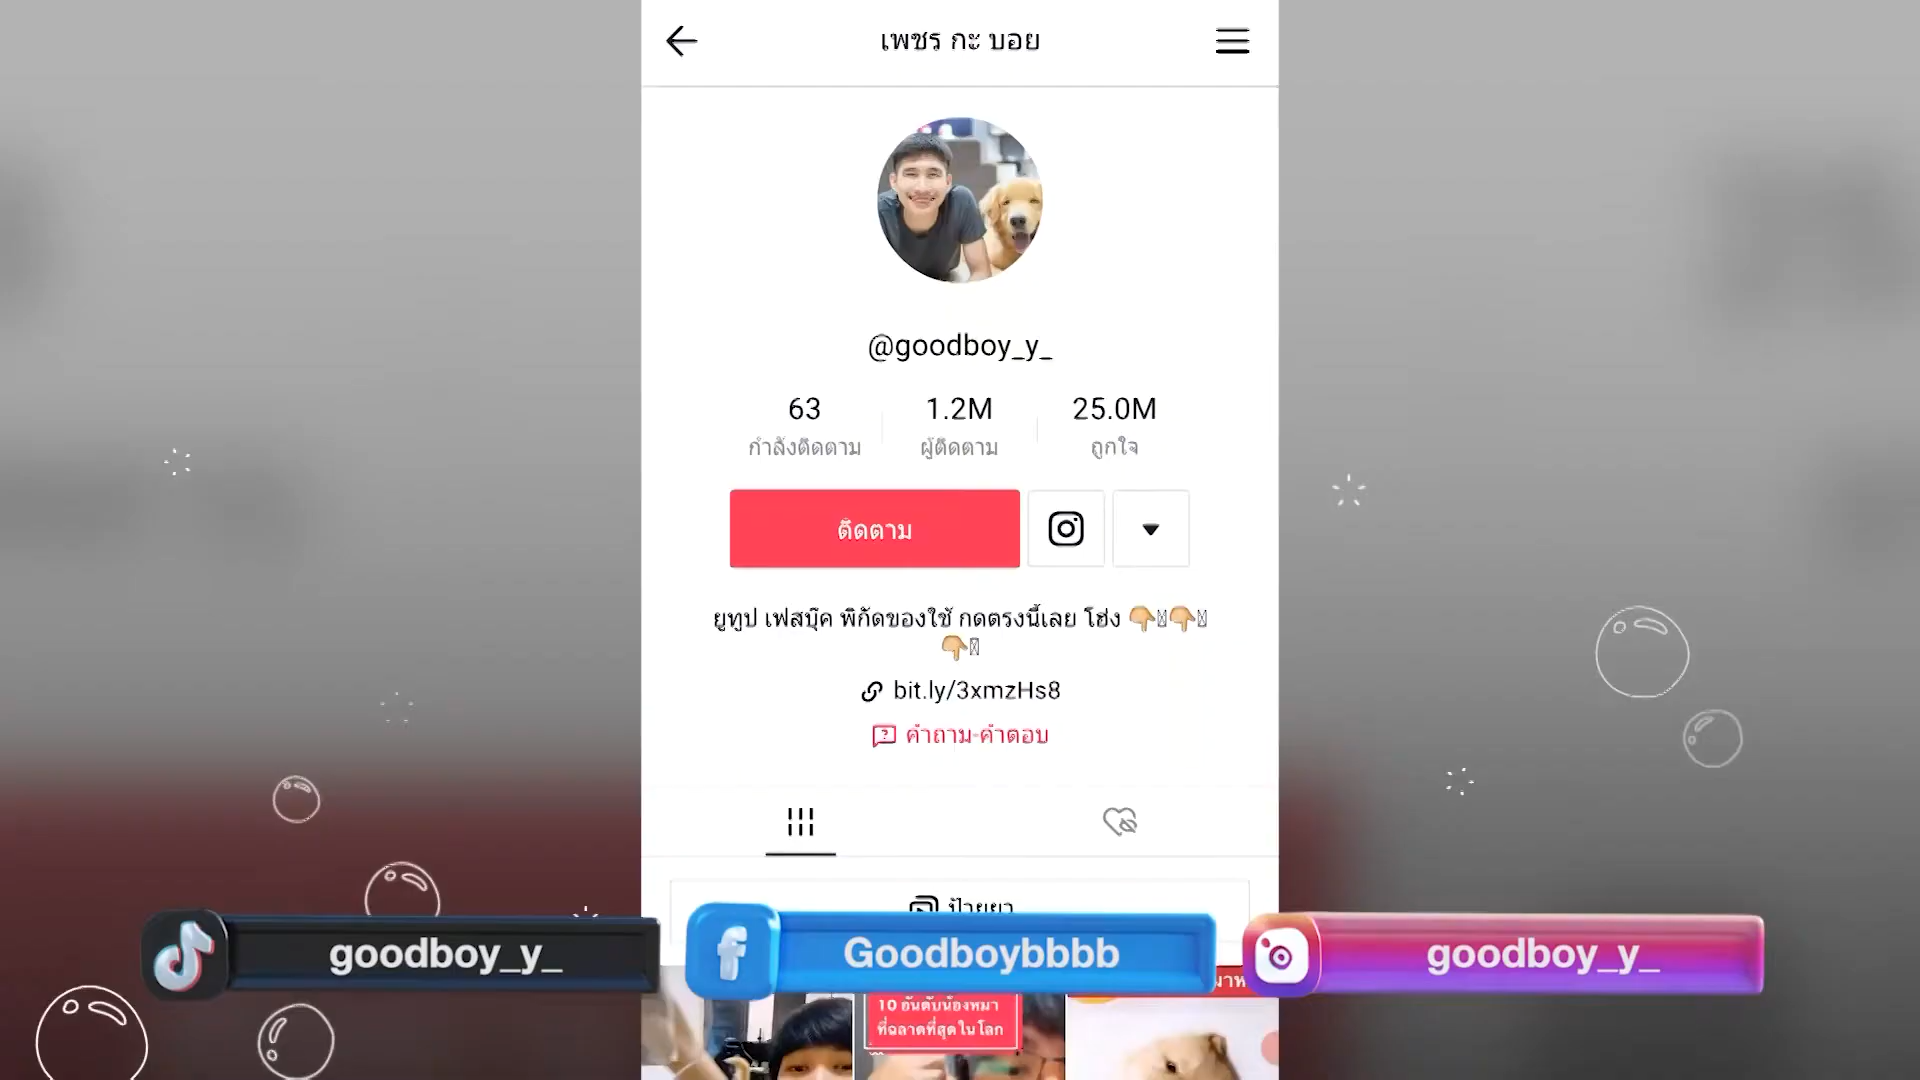 เพชร กะ บอย
@goodboy_y_
63
กำลังติดตาม
1.2M
ผู้ติดตาม
25.0M
ถูกใจ
ติดตาม
ยูทูป เฟสบุ๊ค พิกัดของใช้ กดตรงนี้เลย โฮ่ง 👇🏼👇🏼
👇🏼
bit.ly/3xmzHs8
คำถาม-คำตอบ
ป้ายยา
goodboy_y_
Goodboybbbb
goodboy_y_
10 อันดับน้องหมา
ที่ฉลาดที่สุดในโลก